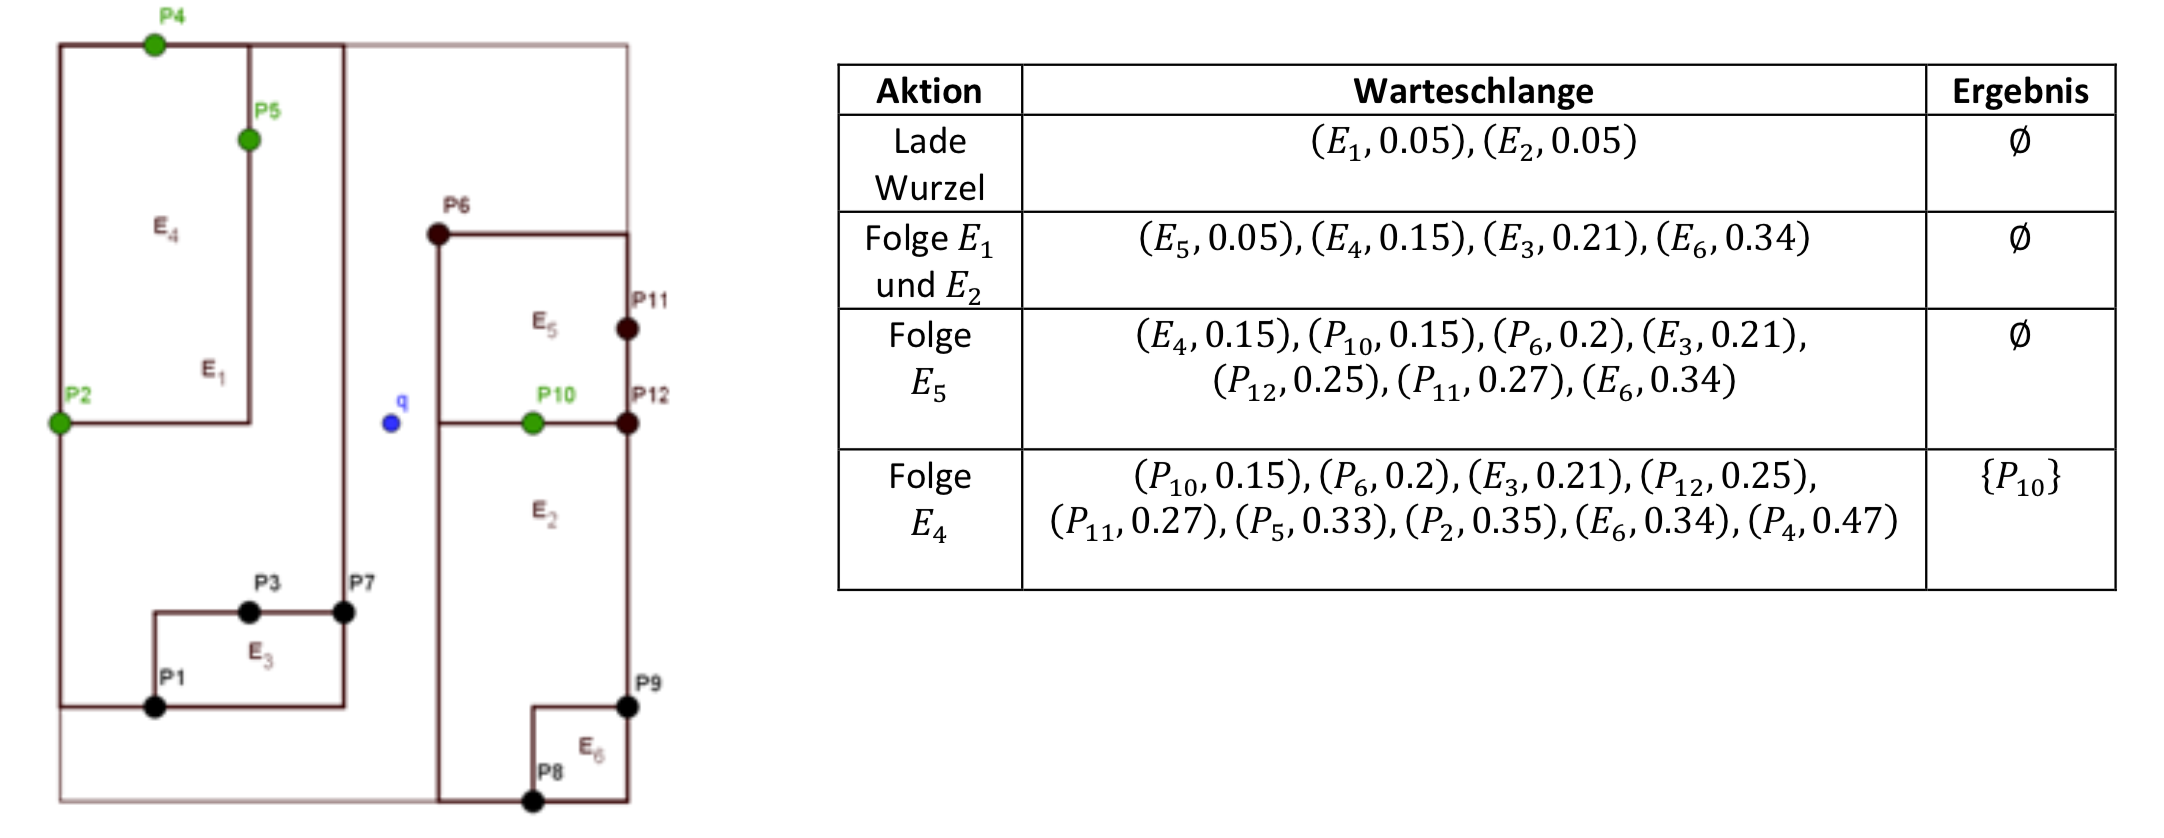 P4
P5
E4
P6
P11
E5
E1
P2
q
P10
P12
E2
P3
P7
E3
P1
P9
E6
P8
Aktion Warteschlange Ergebnis
Lade (E₁, 0.05), (E₂, 0.05) ∅
Wurzel
Folge E₁ (E₅, 0.05), (E₄, 0.15), (E₃, 0.21), (E₆, 0.34) ∅
und E₂
Folge (E₄, 0.15), (P₁₀, 0.15), (P₆, 0.2), (E₃, 0.21), ∅
E₅ (P₁₂, 0.25), (P₁₁, 0.27), (E₆, 0.34)
Folge (P₁₀, 0.15), (P₆, 0.2), (E₃, 0.21), (P₁₂, 0.25), {P₁₀}
E₄ (P₁₁, 0.27), (P₅, 0.33), (P₂, 0.35), (E₆, 0.34), (P₄, 0.47)